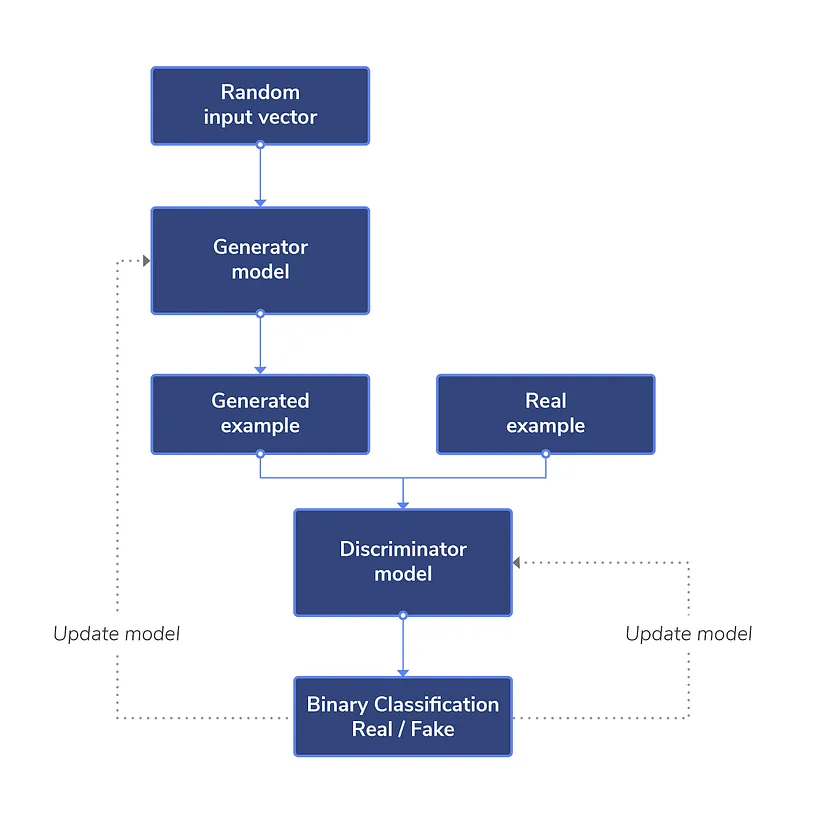 Random
input vector
Generator
model
Generated
example
Real
example
Discriminator
model
Update model
Update model
Binary Classification
Real / Fake